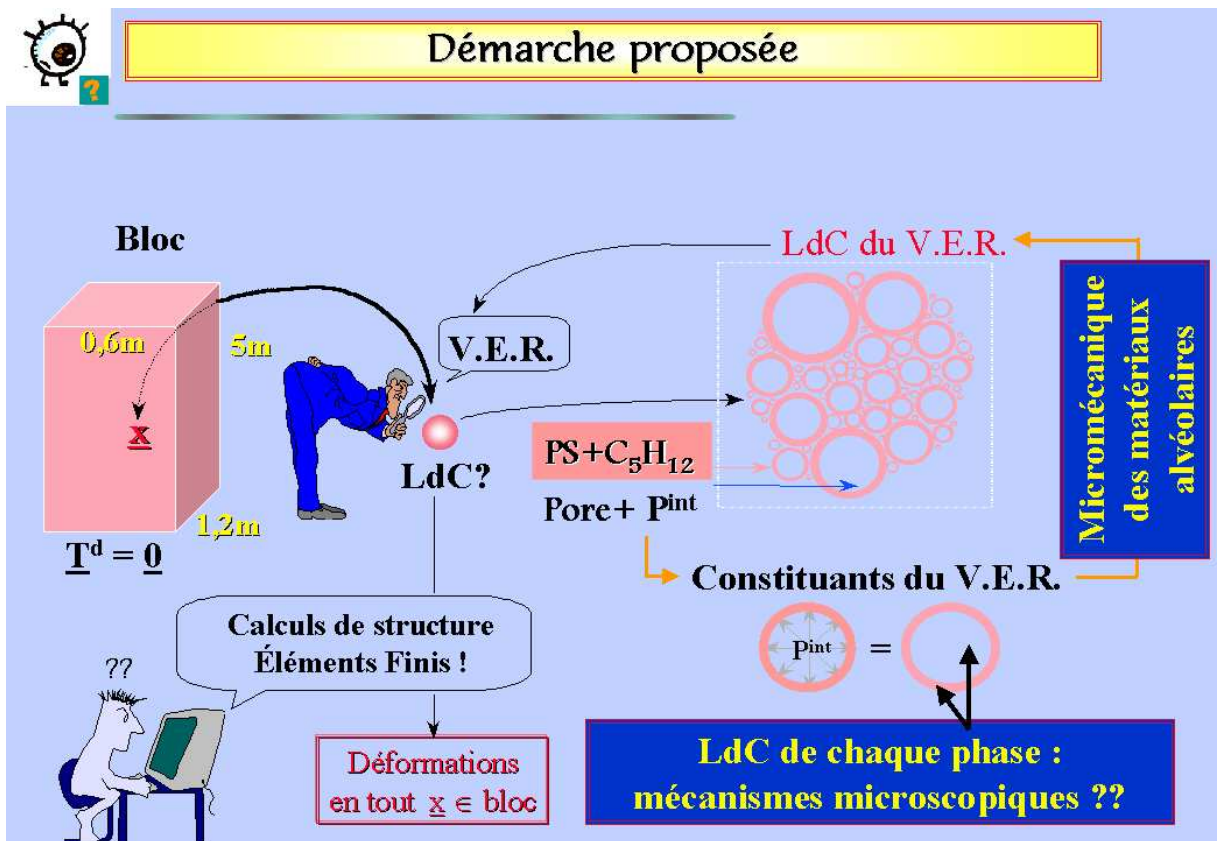 ?
Démarche proposée
Bloc
0,6m
5m
x
1,2m
T^d = 0
V.E.R.
LdC?
LdC du V.E.R.
PS+C₅H₁₂
Pore+ P^int
Micromécanique
des matériaux
alvéolaires
Constituants du V.E.R.
P^int
=
Calculs de structure
Éléments Finis !
??
Déformations
en tout x ∈ bloc
LdC de chaque phase :
mécanismes microscopiques ??